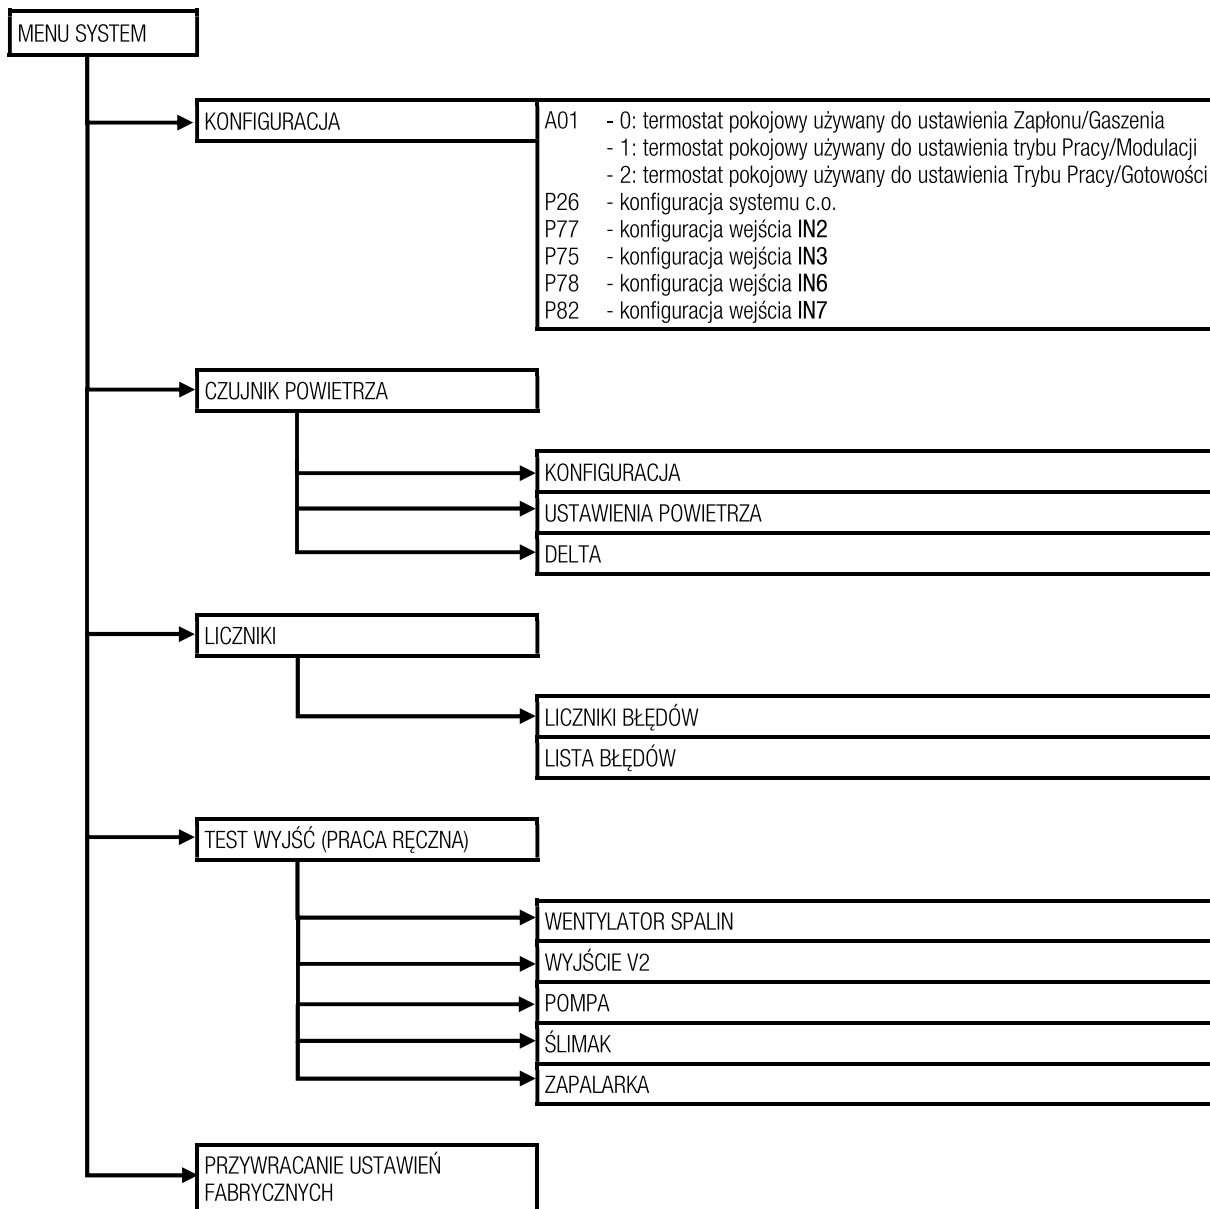 MENU SYSTEM
KONFIGURACJA
A01 - 0: termostat pokojowy używany do ustawienia Zapłonu/Gaszenia
- 1: termostat pokojowy używany do ustawienia trybu Pracy/Modulacji
- 2: termostat pokojowy używany do ustawienia Trybu Pracy/Gotowości
P26 - konfiguracja systemu c.o.
P77 - konfiguracja wejścia IN2
P75 - konfiguracja wejścia IN3
P78 - konfiguracja wejścia IN6
P82 - konfiguracja wejścia IN7
CZUJNIK POWIETRZA
KONFIGURACJA
USTAWIENIA POWIETRZA
DELTA
LICZNIKI
LICZNIKI BŁĘDÓW
LISTA BŁĘDÓW
TEST WYJŚĆ (PRACA RĘCZNA)
WENTYLATOR SPALIN
WYJŚCIE V2
POMPA
ŚLIMAK
ZAPALARKA
PRZYWRACANIE USTAWIEŃ
FABRYCZNYCH